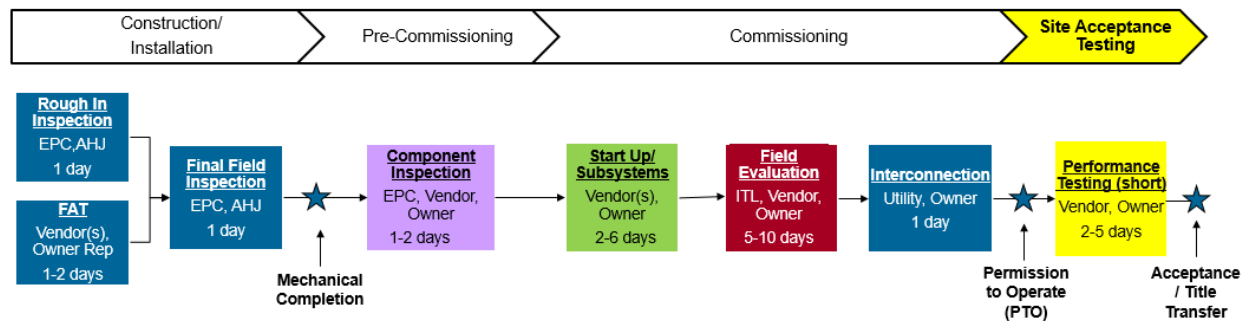 Construction/
Installation
Pre-Commissioning
Commissioning
Site Acceptance
Testing
Rough In
Inspection
EPC,AHJ
1 day
FAT
Vendor(s),
Owner Rep
1-2 days
Final Field
Inspection
EPC, AHJ
1 day
Mechanical
Completion
Component
Inspection
EPC, Vendor,
Owner
1-2 days
Start Up/
Subsystems
Vendor(s),
Owner
2-6 days
Field
Evaluation
ITL, Vendor,
Owner
5-10 days
Interconnection
Utility, Owner
1 day
Permission
to Operate
(PTO)
Performance
Testing (short)
Vendor, Owner
2-5 days
Acceptance
/ Title
Transfer